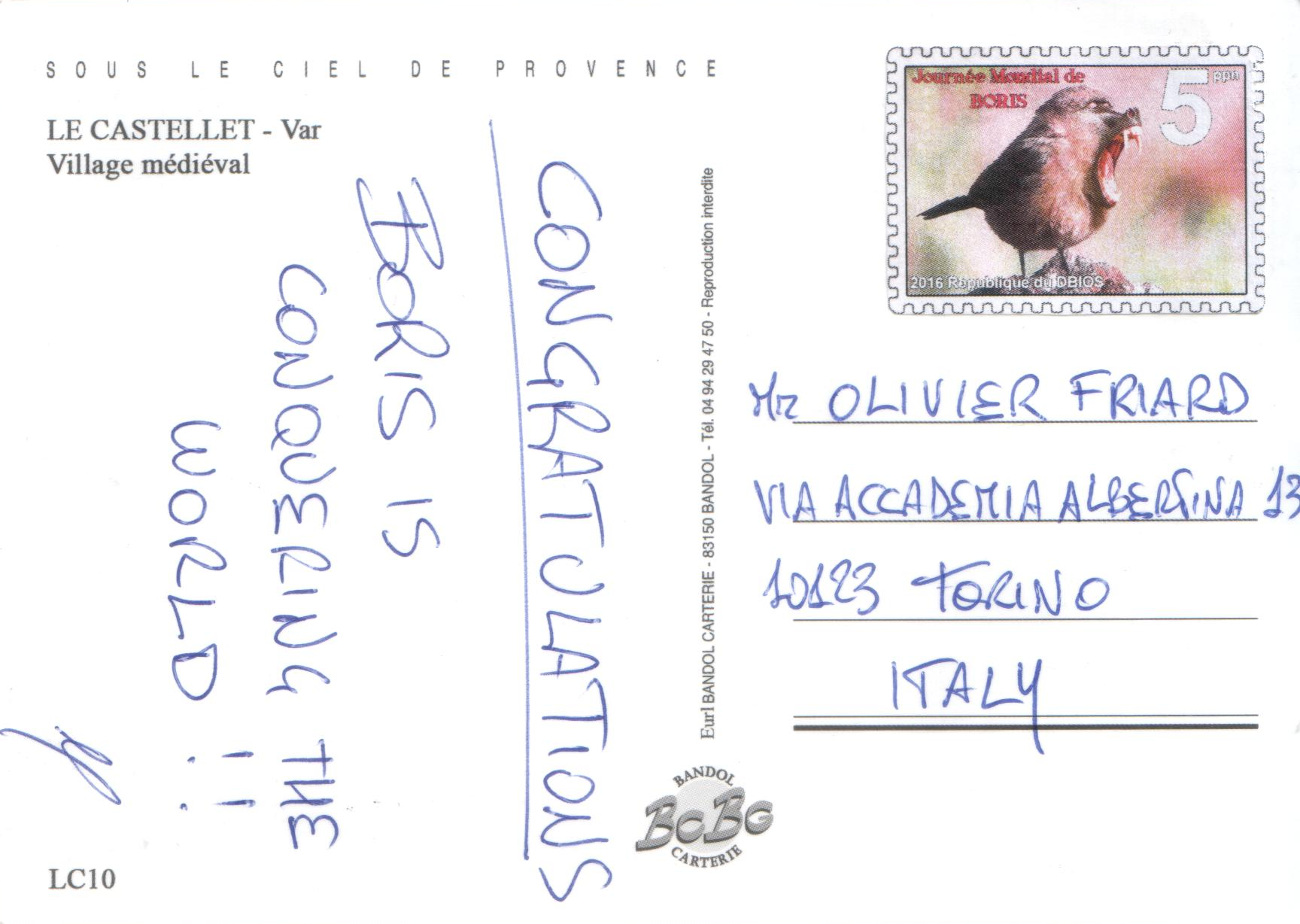 SOUS LE CIEL DE PROVENCE
LE CASTELLET - Var
Village médiéval
CONGRATULATIONS
BORIS IS
CONQUERING THE
WORLD !!
LC10
Eurl BANDOL CARTERIE - 83150 BANDOL - Tél. 04 94 29 47 50 - Reproduction interdite
BANDOL
BCBG
CARTERIE
Journée Mondial de
BORIS
5 ppn
2016 Republique du DBIOS
Mr OLIVIER FRIARD
VIA ACCADEMIA ALBERTINA 13
10123 TORINO
ITALY